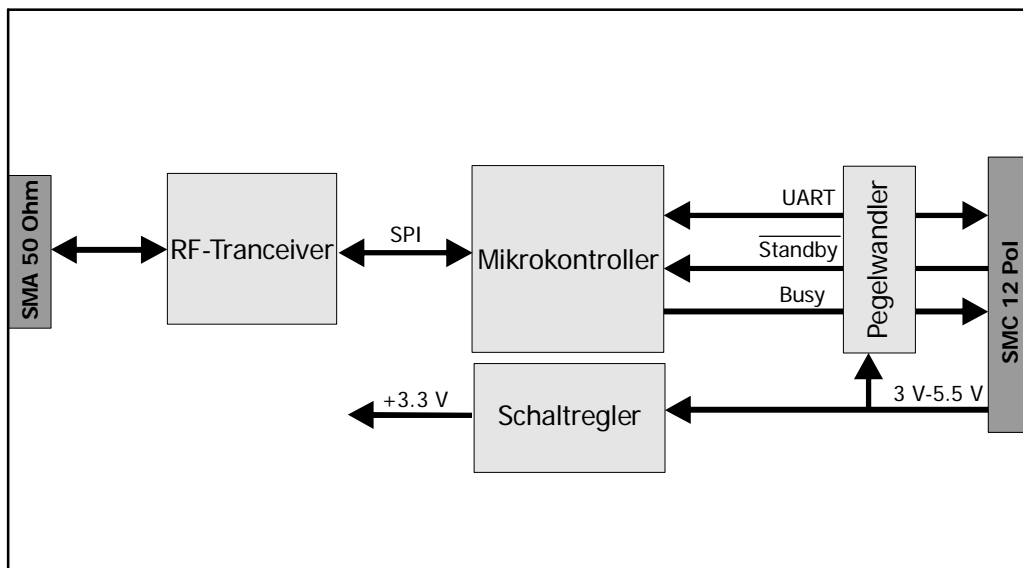 SMA 50 Ohm
RF-Tranceiver
SPI
Mikrokontroller
UART
Standby
Busy
Pegelwandler
SMC 12 Pol
+3.3 V
Schaltregler
3 V-5.5 V